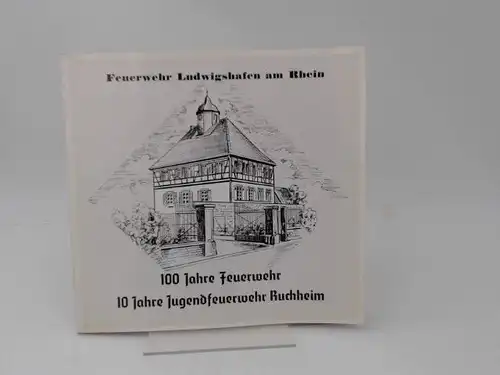 Feuerwehr Ludwigshafen am Rhein
100 Jahre Feuerwehr
10 Jahre Jugendfeuerwehr Ruchheim